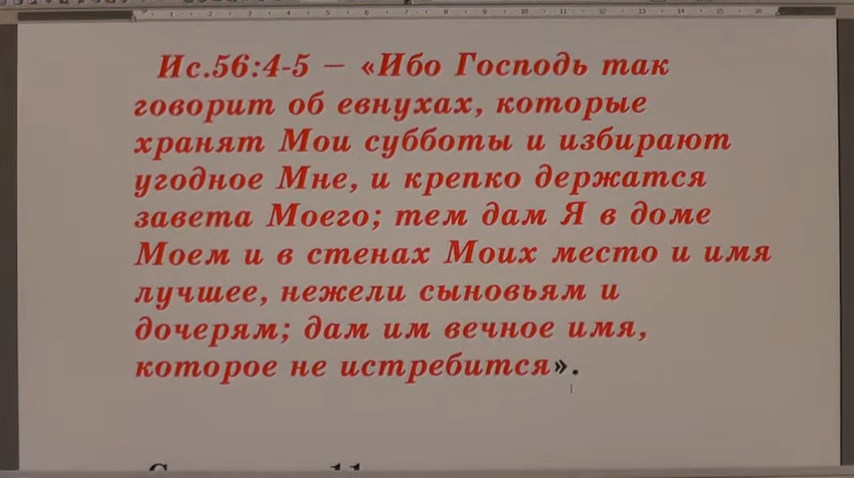 Ис.56:4-5 – «Ибо Господь так
говорит об евнухах, которые
хранят Мои субботы и избирают
угодное Мне, и крепко держатся
завета Моего; тем дам Я в доме
Моем и в стенах Моих место и имя
лучшее, нежели сыновьям и
дочерям; дам им вечное имя,
которое не истребится».